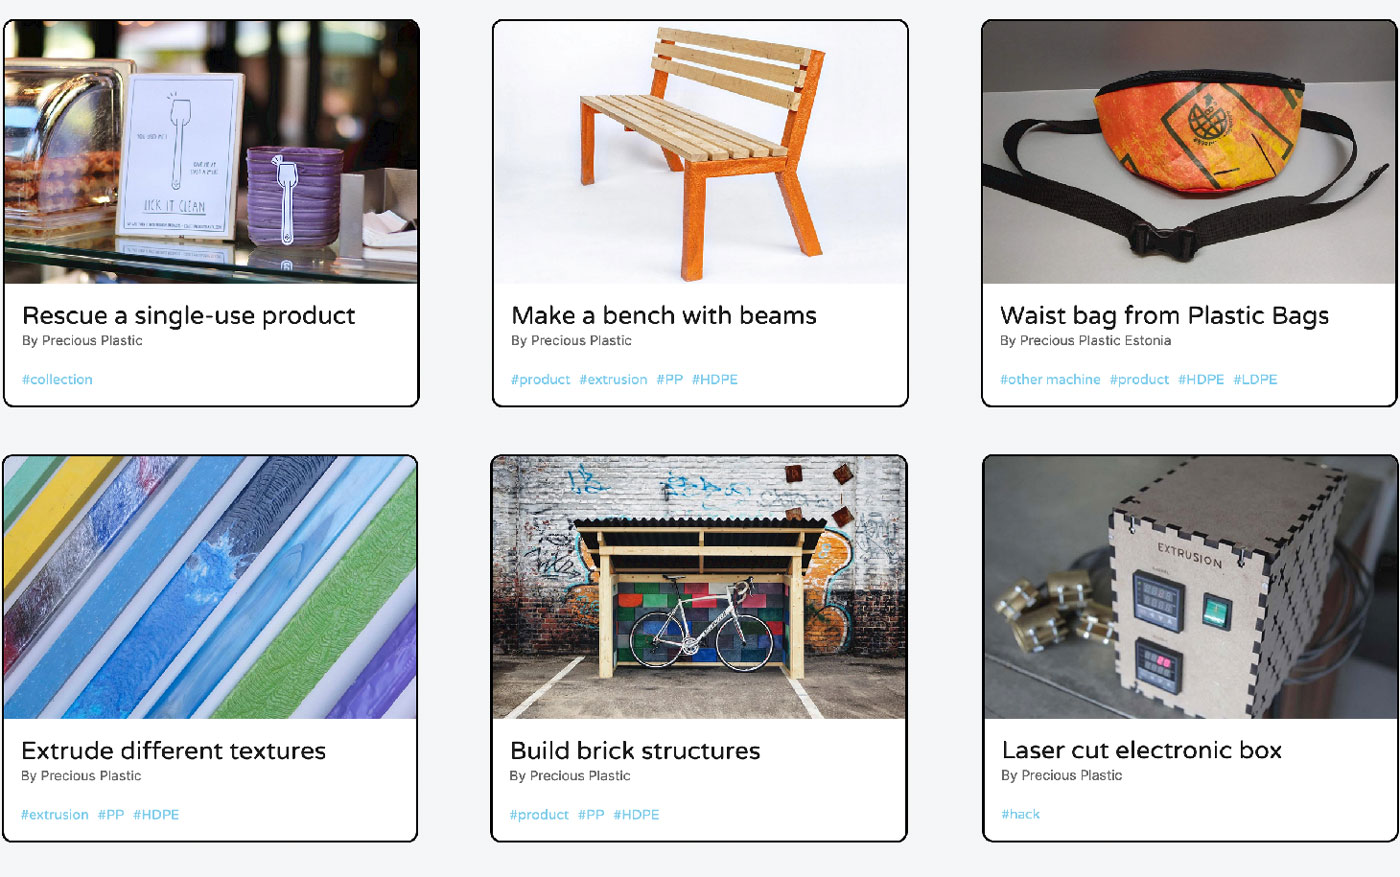 LICK IT CLEAN
Rescue a single-use product
By Precious Plastic
#collection
Make a bench with beams
By Precious Plastic
#product #extrusion #PP #HDPE
Waist bag from Plastic Bags
By Precious Plastic Estonia
#other machine #product #HDPE #LDPE
Extrude different textures
By Precious Plastic
#extrusion #PP #HDPE
Build brick structures
By Precious Plastic
#product #PP #HDPE
EXTRUSION
Laser cut electronic box
By Precious Plastic
#hack